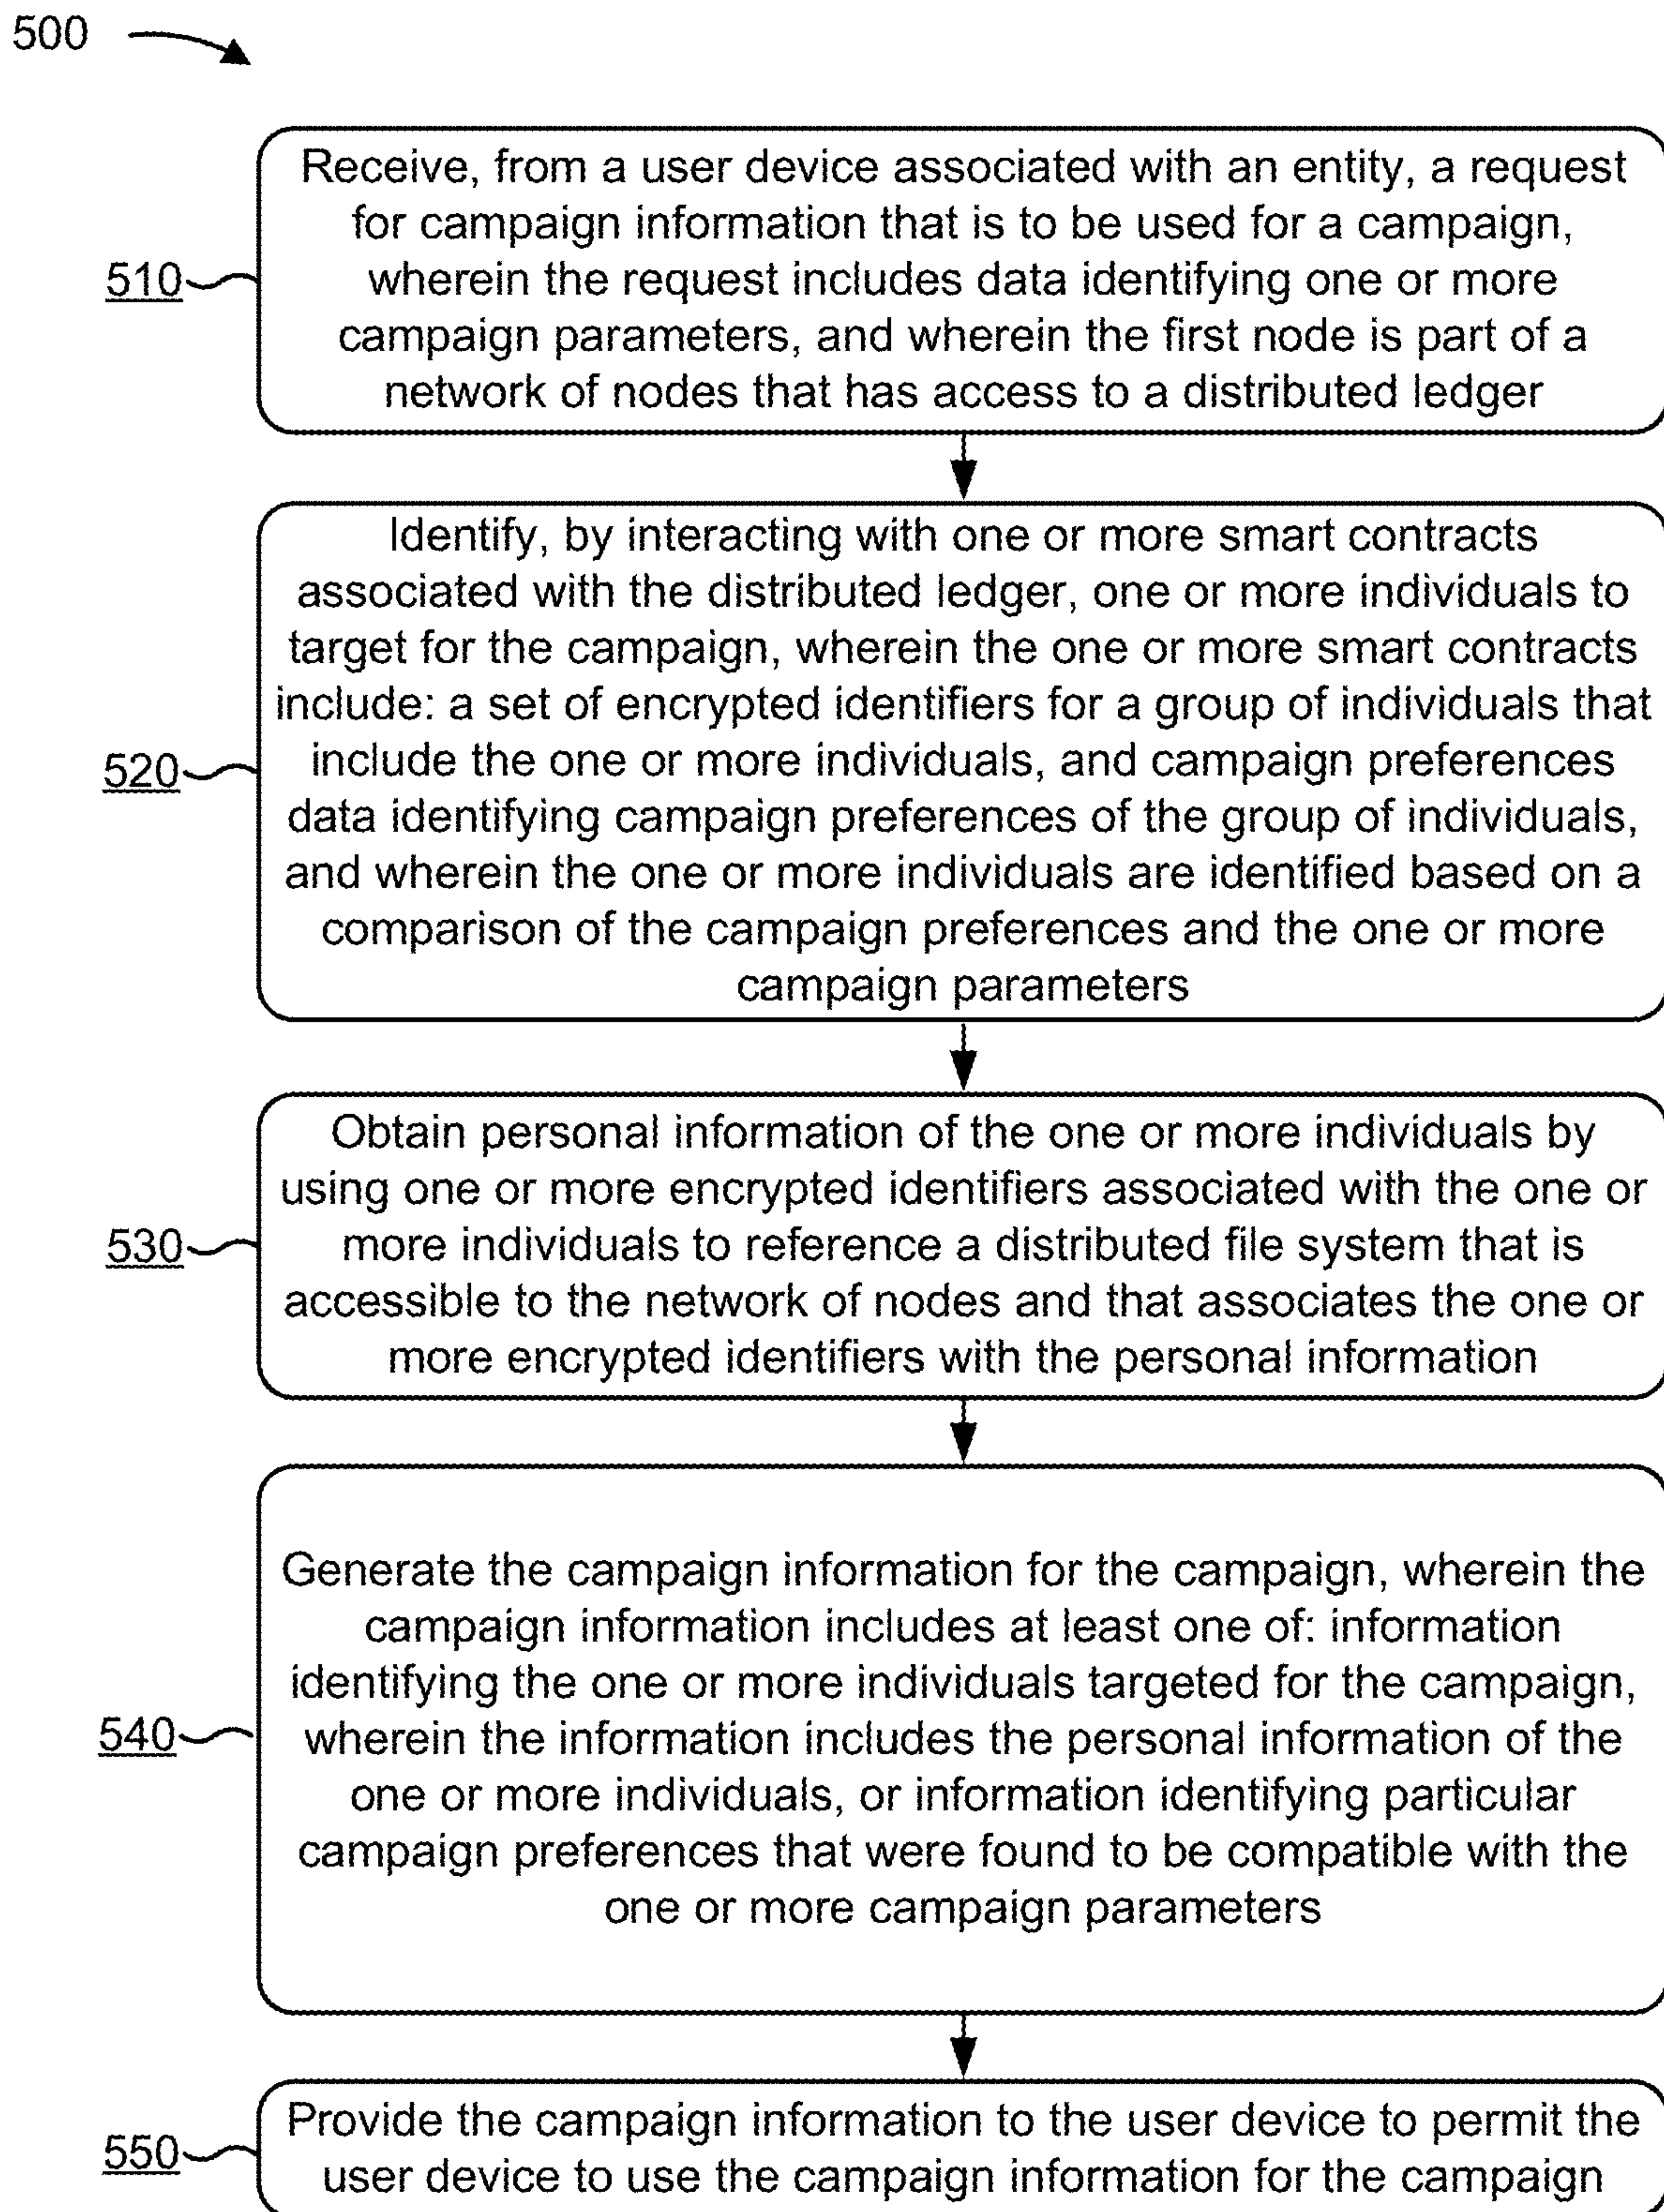 500
Receive, from a user device associated with an entity, a request
for campaign information that is to be used for a campaign,
wherein the request includes data identifying one or more
campaign parameters, and wherein the first node is part of a
network of nodes that has access to a distributed ledger
510
Identify, by interacting with one or more smart contracts
associated with the distributed ledger, one or more individuals to
target for the campaign, wherein the one or more smart contracts
include: a set of encrypted identifiers for a group of individuals that
include the one or more individuals, and campaign preferences
data identifying campaign preferences of the group of individuals,
and wherein the one or more individuals are identified based on a
comparison of the campaign preferences and the one or more
campaign parameters
520
Obtain personal information of the one or more individuals by
using one or more encrypted identifiers associated with the one or
more individuals to reference a distributed file system that is
accessible to the network of nodes and that associates the one or
more encrypted identifiers with the personal information
530
Generate the campaign information for the campaign, wherein the
campaign information includes at least one of: information
identifying the one or more individuals targeted for the campaign,
wherein the information includes the personal information of the
one or more individuals, or information identifying particular
campaign preferences that were found to be compatible with the
one or more campaign parameters
540
Provide the campaign information to the user device to permit the
user device to use the campaign information for the campaign
550